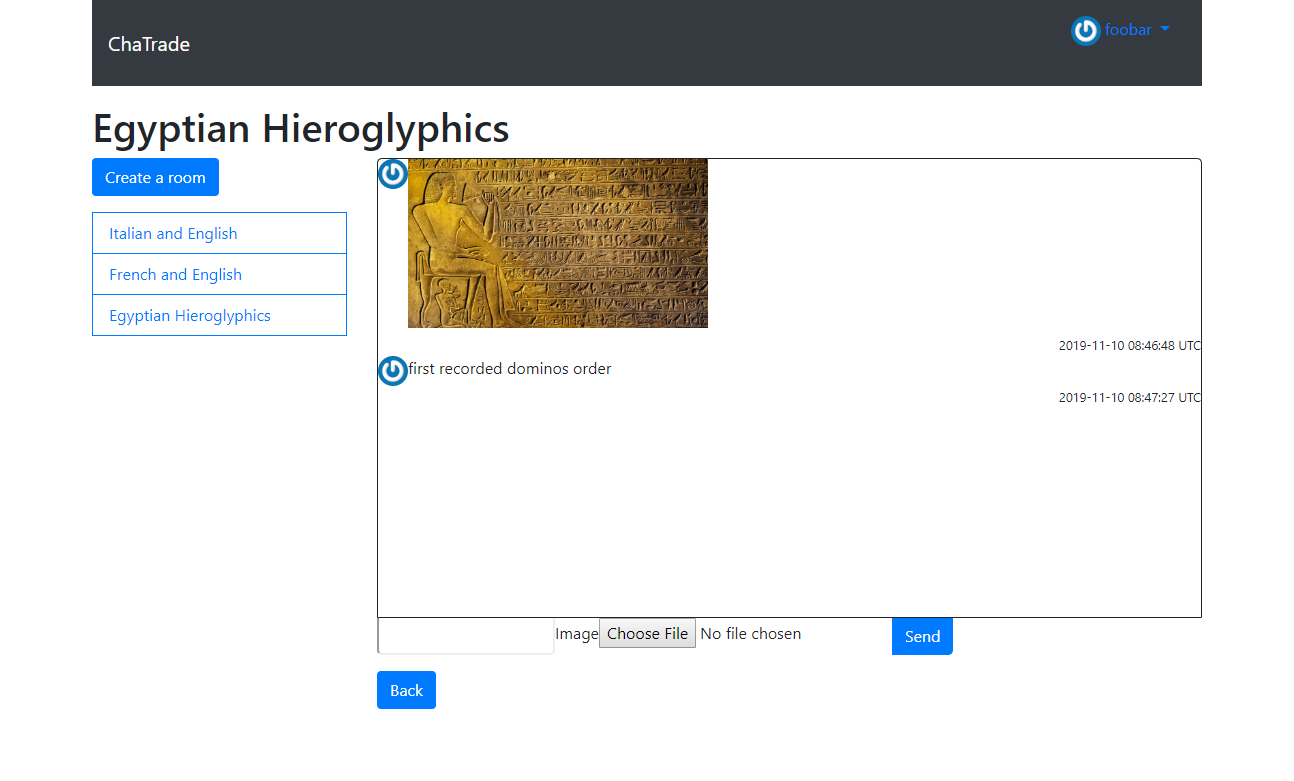 ChaTrade
foobar
Egyptian Hieroglyphics
Create a room
Italian and English
French and English
Egyptian Hieroglyphics
2019-11-10 08:46:48 UTC
first recorded dominos order
2019-11-10 08:47:27 UTC
Image Choose File No file chosen Send
Back